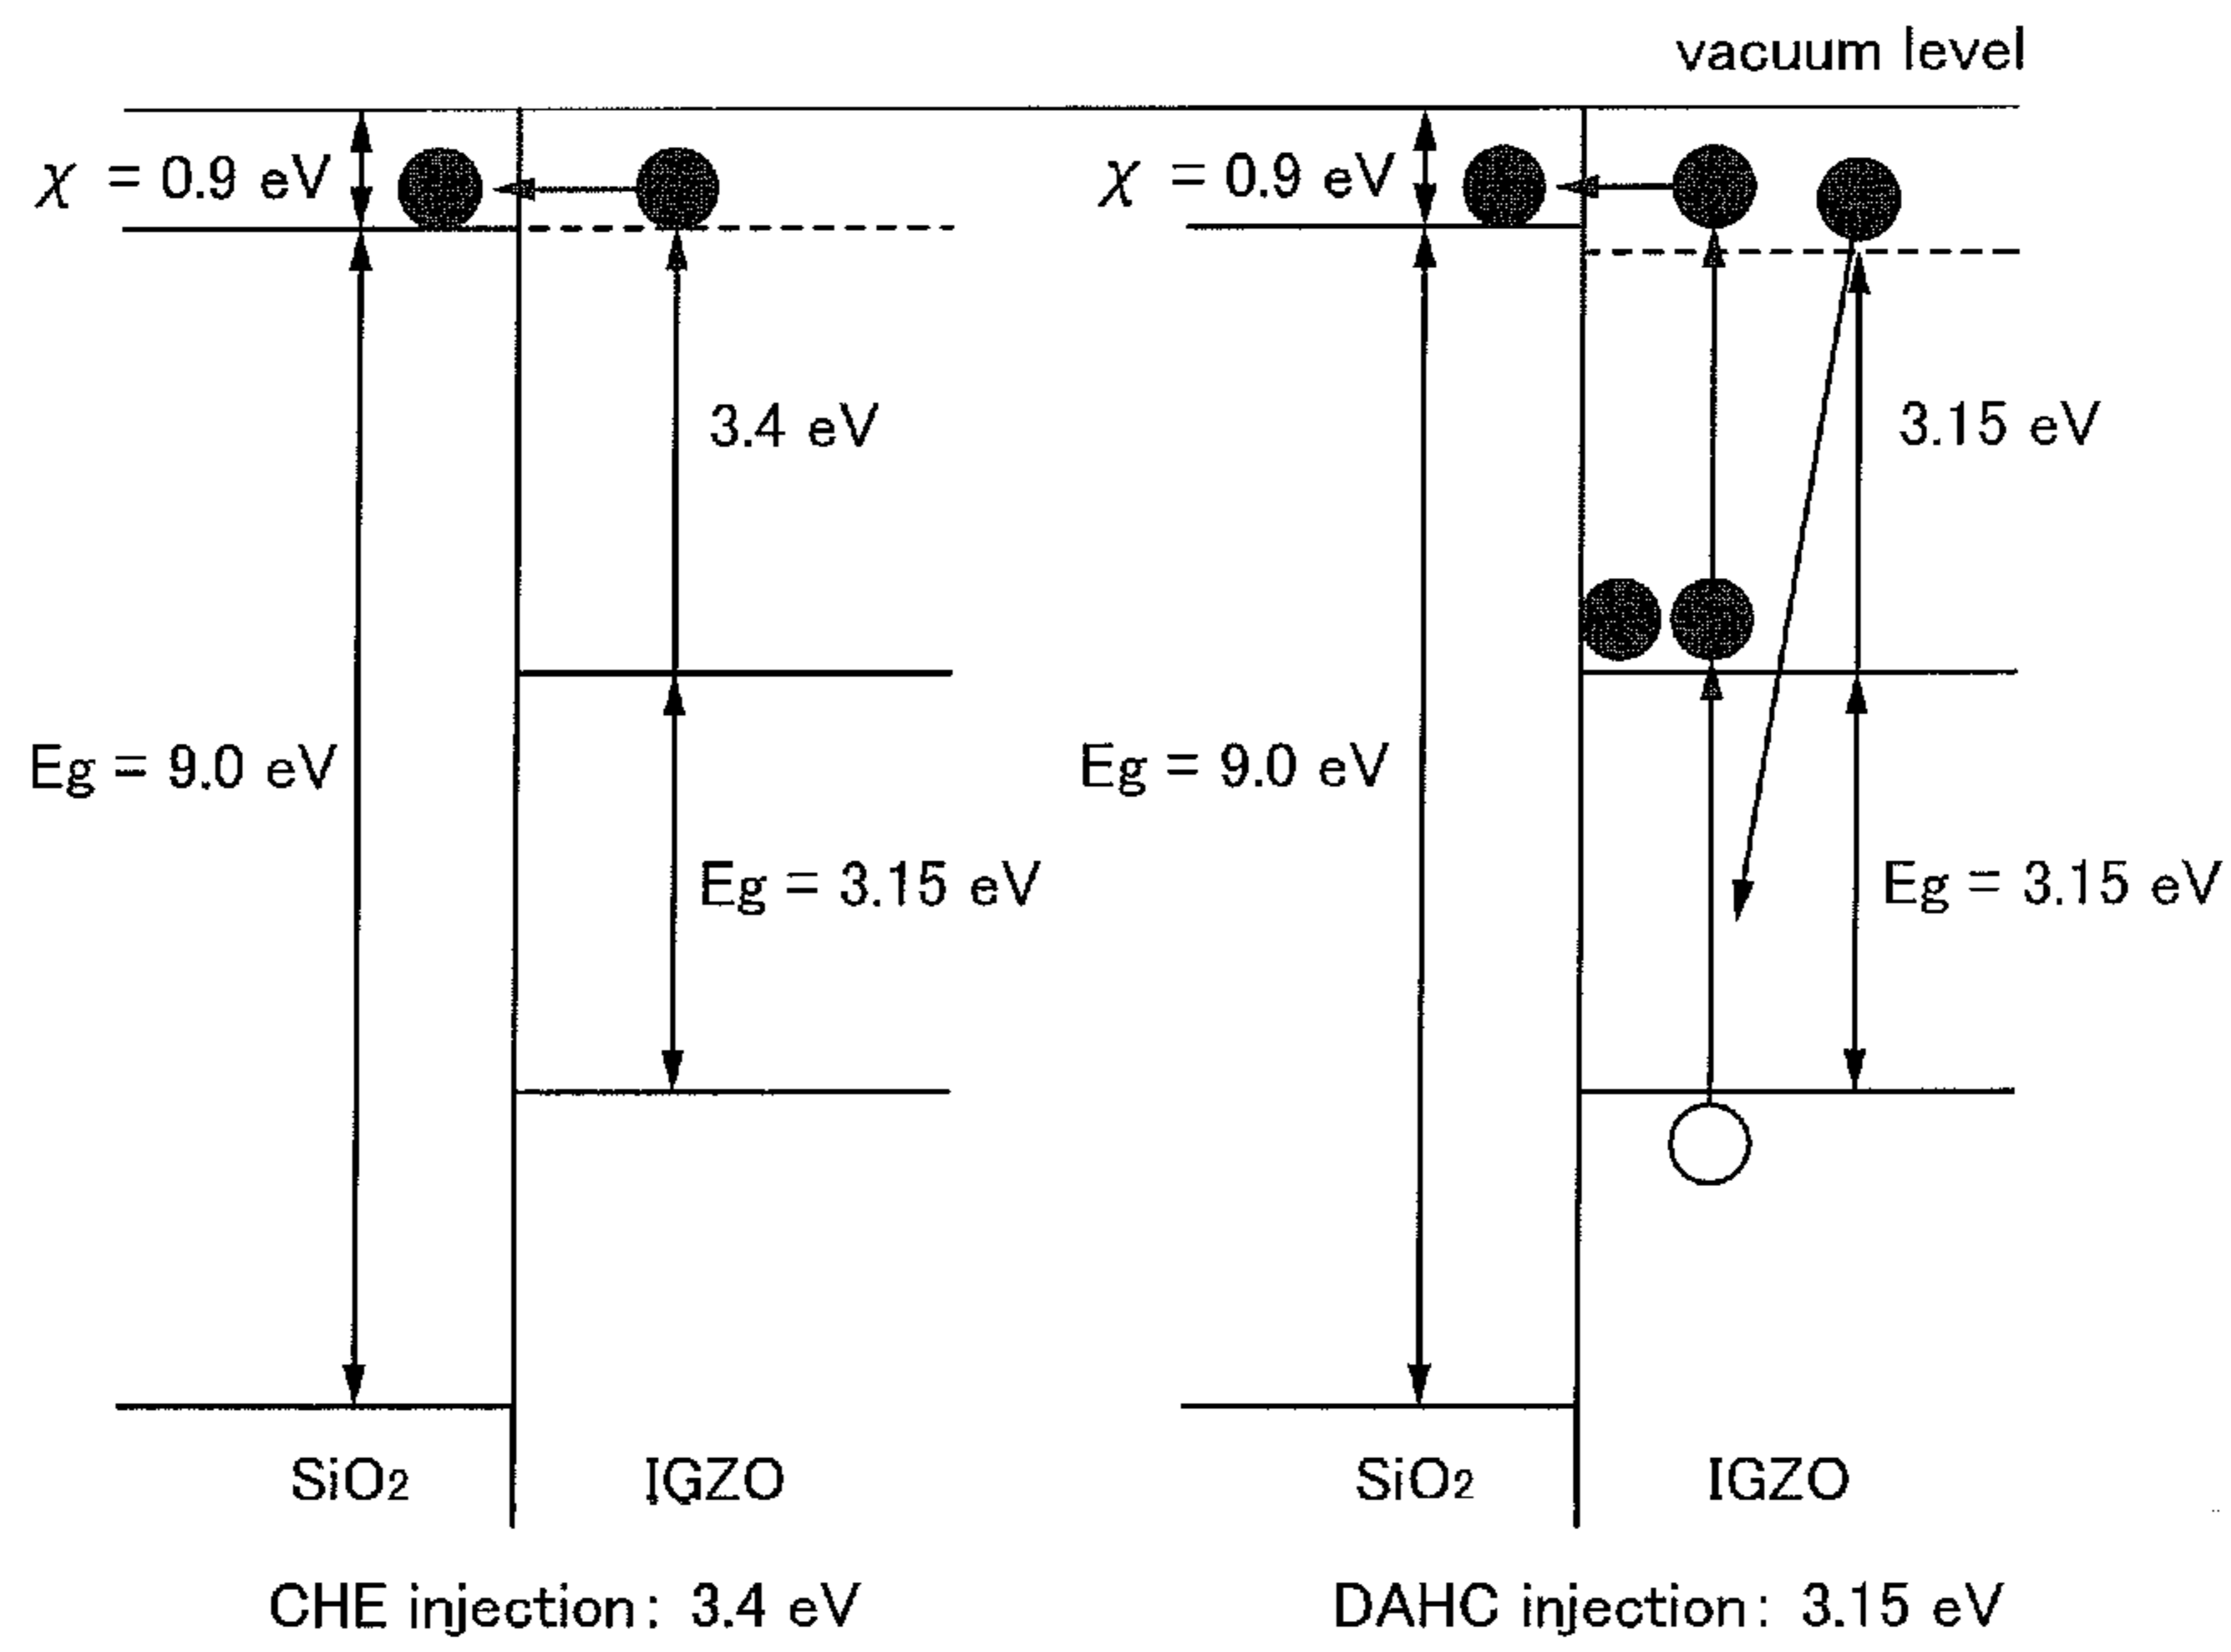 vacuum level
χ = 0.9 eV
3.4 eV
Eg = 9.0 eV
Eg = 3.15 eV
SiO2
IGZO
CHE injection: 3.4 eV
χ = 0.9 eV
3.15 eV
Eg = 9.0 eV
Eg = 3.15 eV
SiO2
IGZO
DAHC injection: 3.15 eV